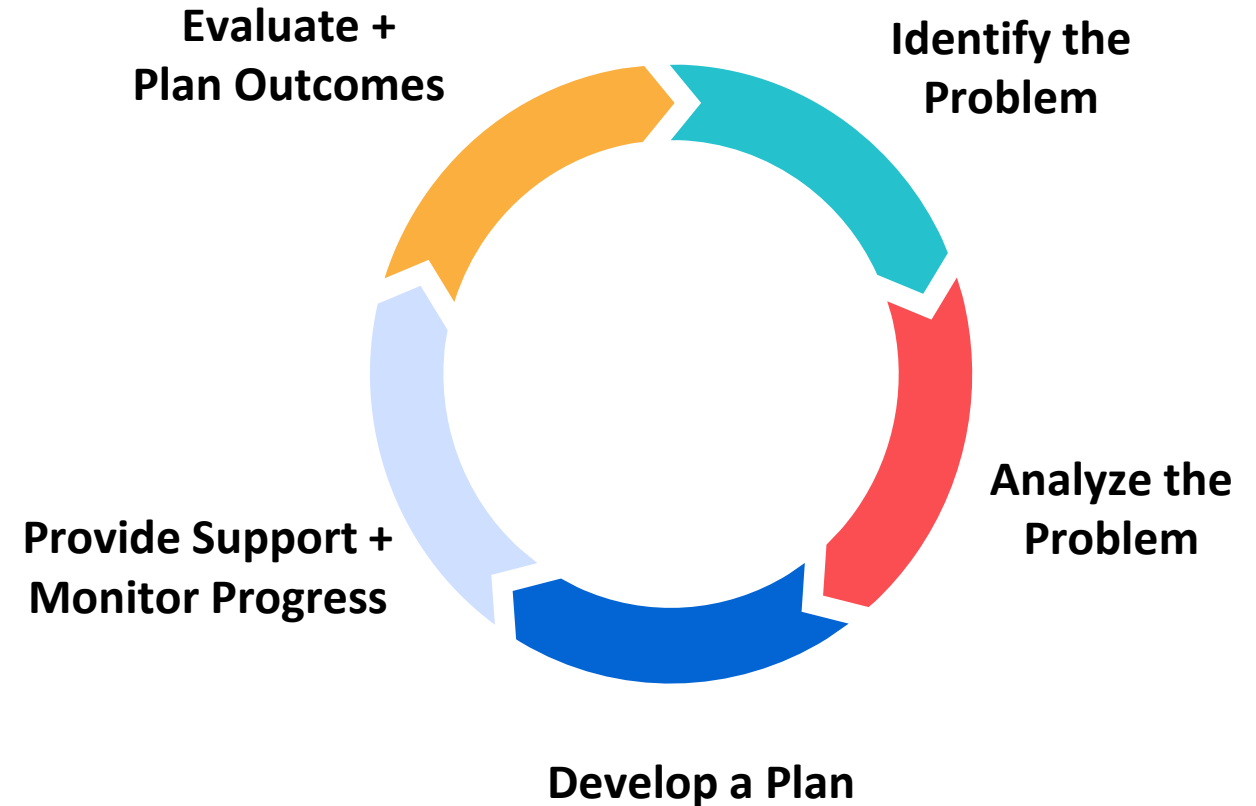 Evaluate +
Plan Outcomes
Identify the
Problem
Analyze the
Problem
Provide Support +
Monitor Progress
Develop a Plan